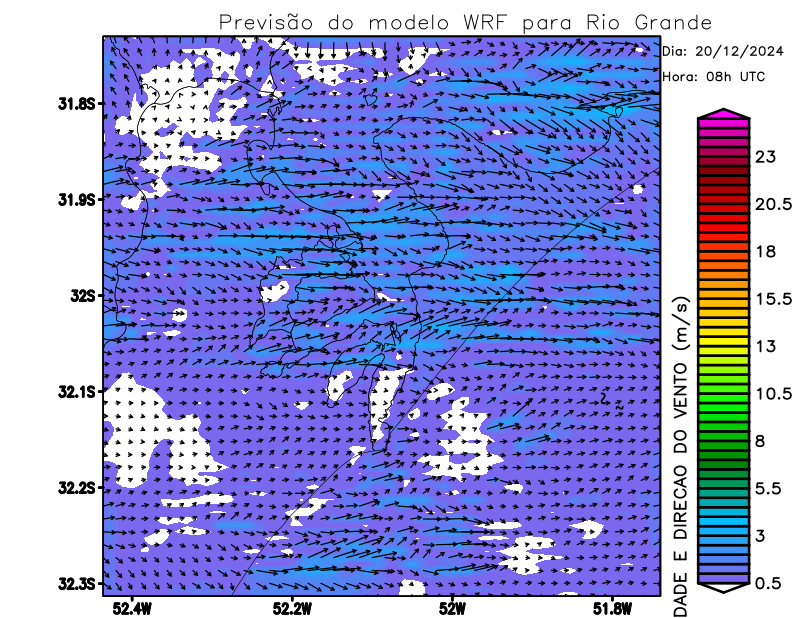 Previsão do modelo WRF para Rio Grande
Dia: 20/12/2024
Hora: 08h UTC
31.8S
31.9S
32S
32.1S
32.2S
32.3S
52.4W
52.2W
52W
51.8W
DADE E DIRECAO DO VENTO (m/s)
23
20.5
18
15.5
13
10.5
8
5.5
3
0.5